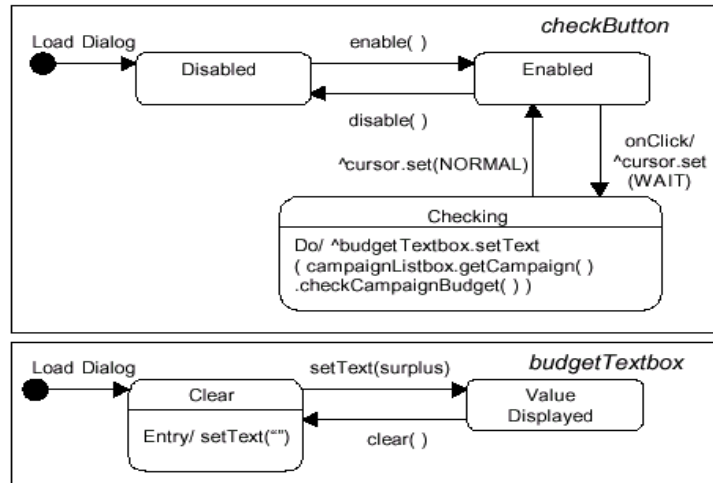 checkButton
Load Dialog
Disabled
enable( )
Enabled
disable( )
^cursor.set(NORMAL)
onClick/
^cursor.set
(WAIT)
Checking
Do/ ^budgetTextbox.setText
( campaignListbox.getCampaign( )
.checkCampaignBudget( ) )
budgetTextbox
Load Dialog
Clear
Entry/ setText(“”)
setText(surplus)
Value
Displayed
clear( )